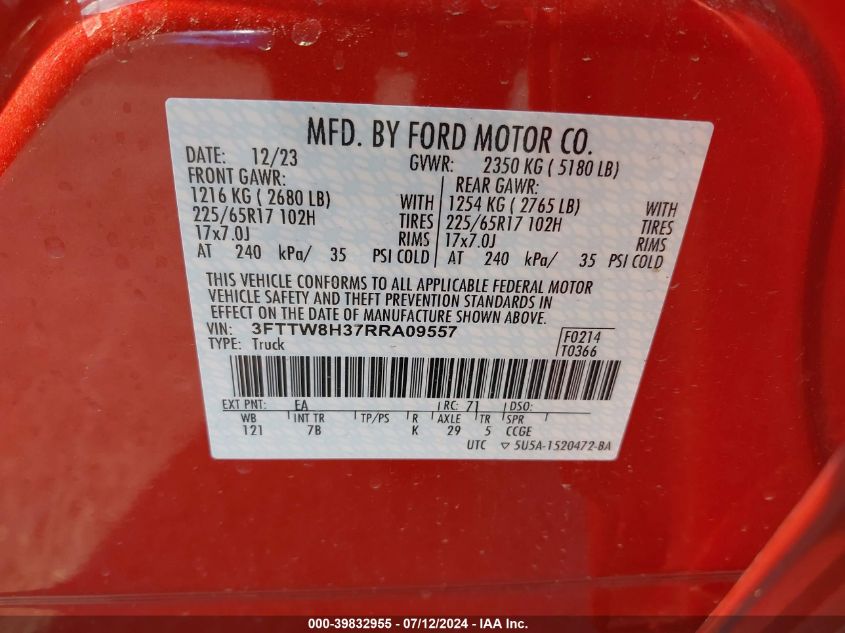 MFD. BY FORD MOTOR CO.
DATE: 12/23 GVWR: 2350 KG ( 5180 LB)
FRONT GAWR: REAR GAWR:
1216 KG ( 2680 LB) WITH 1254 KG ( 2765 LB) WITH
225/65R17 102H TIRES 225/65R17 102H TIRES
17x7.0J RIMS 17x7.0J RIMS
AT 240 kPa/ 35 PSI COLD AT 240 kPa/ 35 PSI COLD
THIS VEHICLE CONFORMS TO ALL APPLICABLE FEDERAL MOTOR
VEHICLE SAFETY AND THEFT PREVENTION STANDARDS IN
EFFECT ON THE DATE OF MANUFACTURE SHOWN ABOVE.
VIN: 3FTTW8H37RRA09557 F0214
TYPE: Truck T0366
EXT PNT: EA RC: 71 DSO:
WB INT TR TP/PS R AXLE TR SPR
121 7B K 29 5 CCGE
UTC ▽ 5U5A-1520472-BA
000-39832955 - 07/12/2024 - IAA Inc.